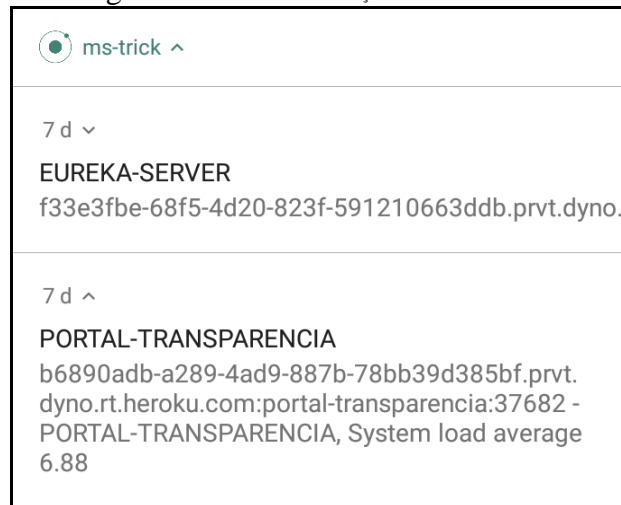 ms-trick
7 d
EUREKA-SERVER
f33e3fbe-68f5-4d20-823f-591210663ddb.prvt.dyno.
7 d
PORTAL-TRANSPARENCIA
b6890adb-a289-4ad9-887b-78bb39d385bf.prvt.
dyno.rt.heroku.com:portal-transparencia:37682 -
PORTAL-TRANSPARENCIA, System load average
6.88